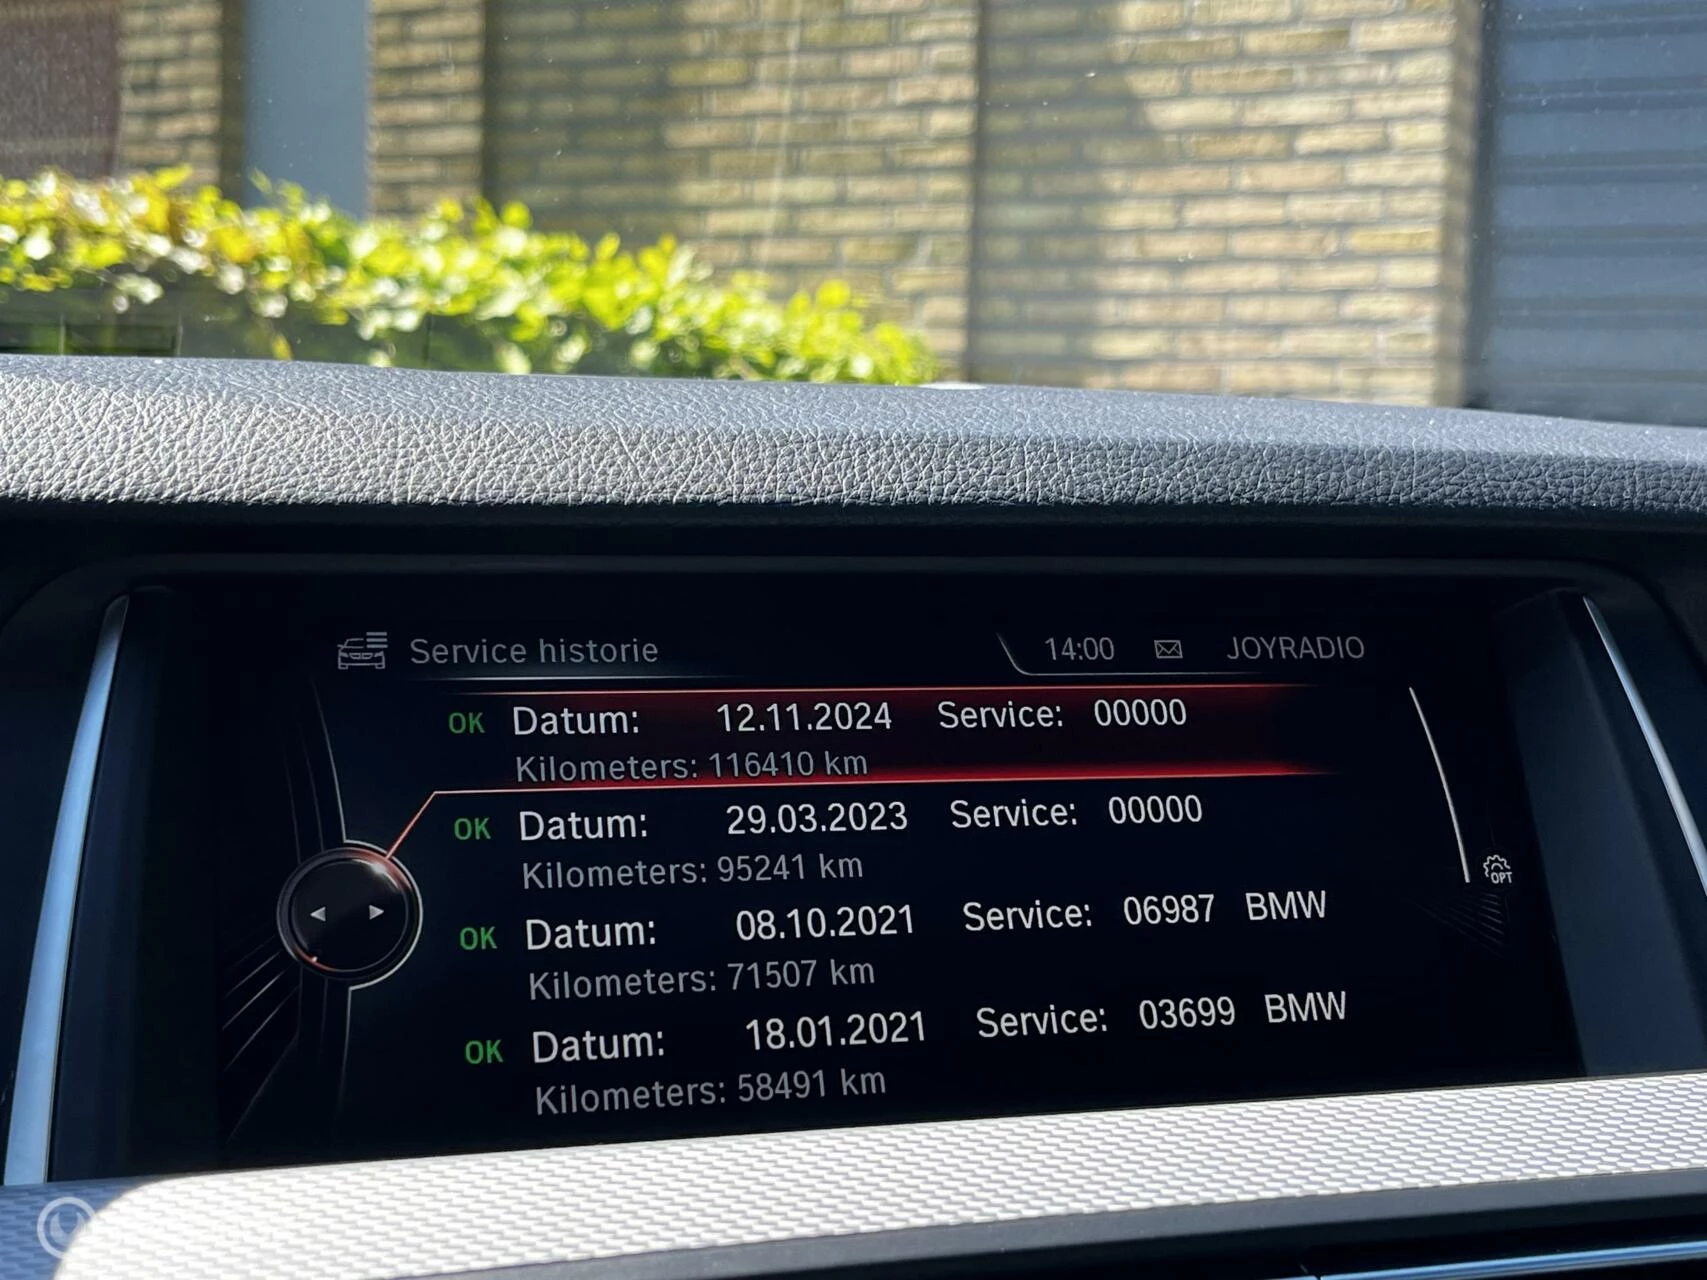 Service historie 14:00 JOYRADIO
OK Datum: 12.11.2024 Service: 00000
Kilometers: 116410 km
OK Datum: 29.03.2023 Service: 00000
Kilometers: 95241 km
OPT
OK Datum: 08.10.2021 Service: 06987 BMW
Kilometers: 71507 km
OK Datum: 18.01.2021 Service: 03699 BMW
Kilometers: 58491 km